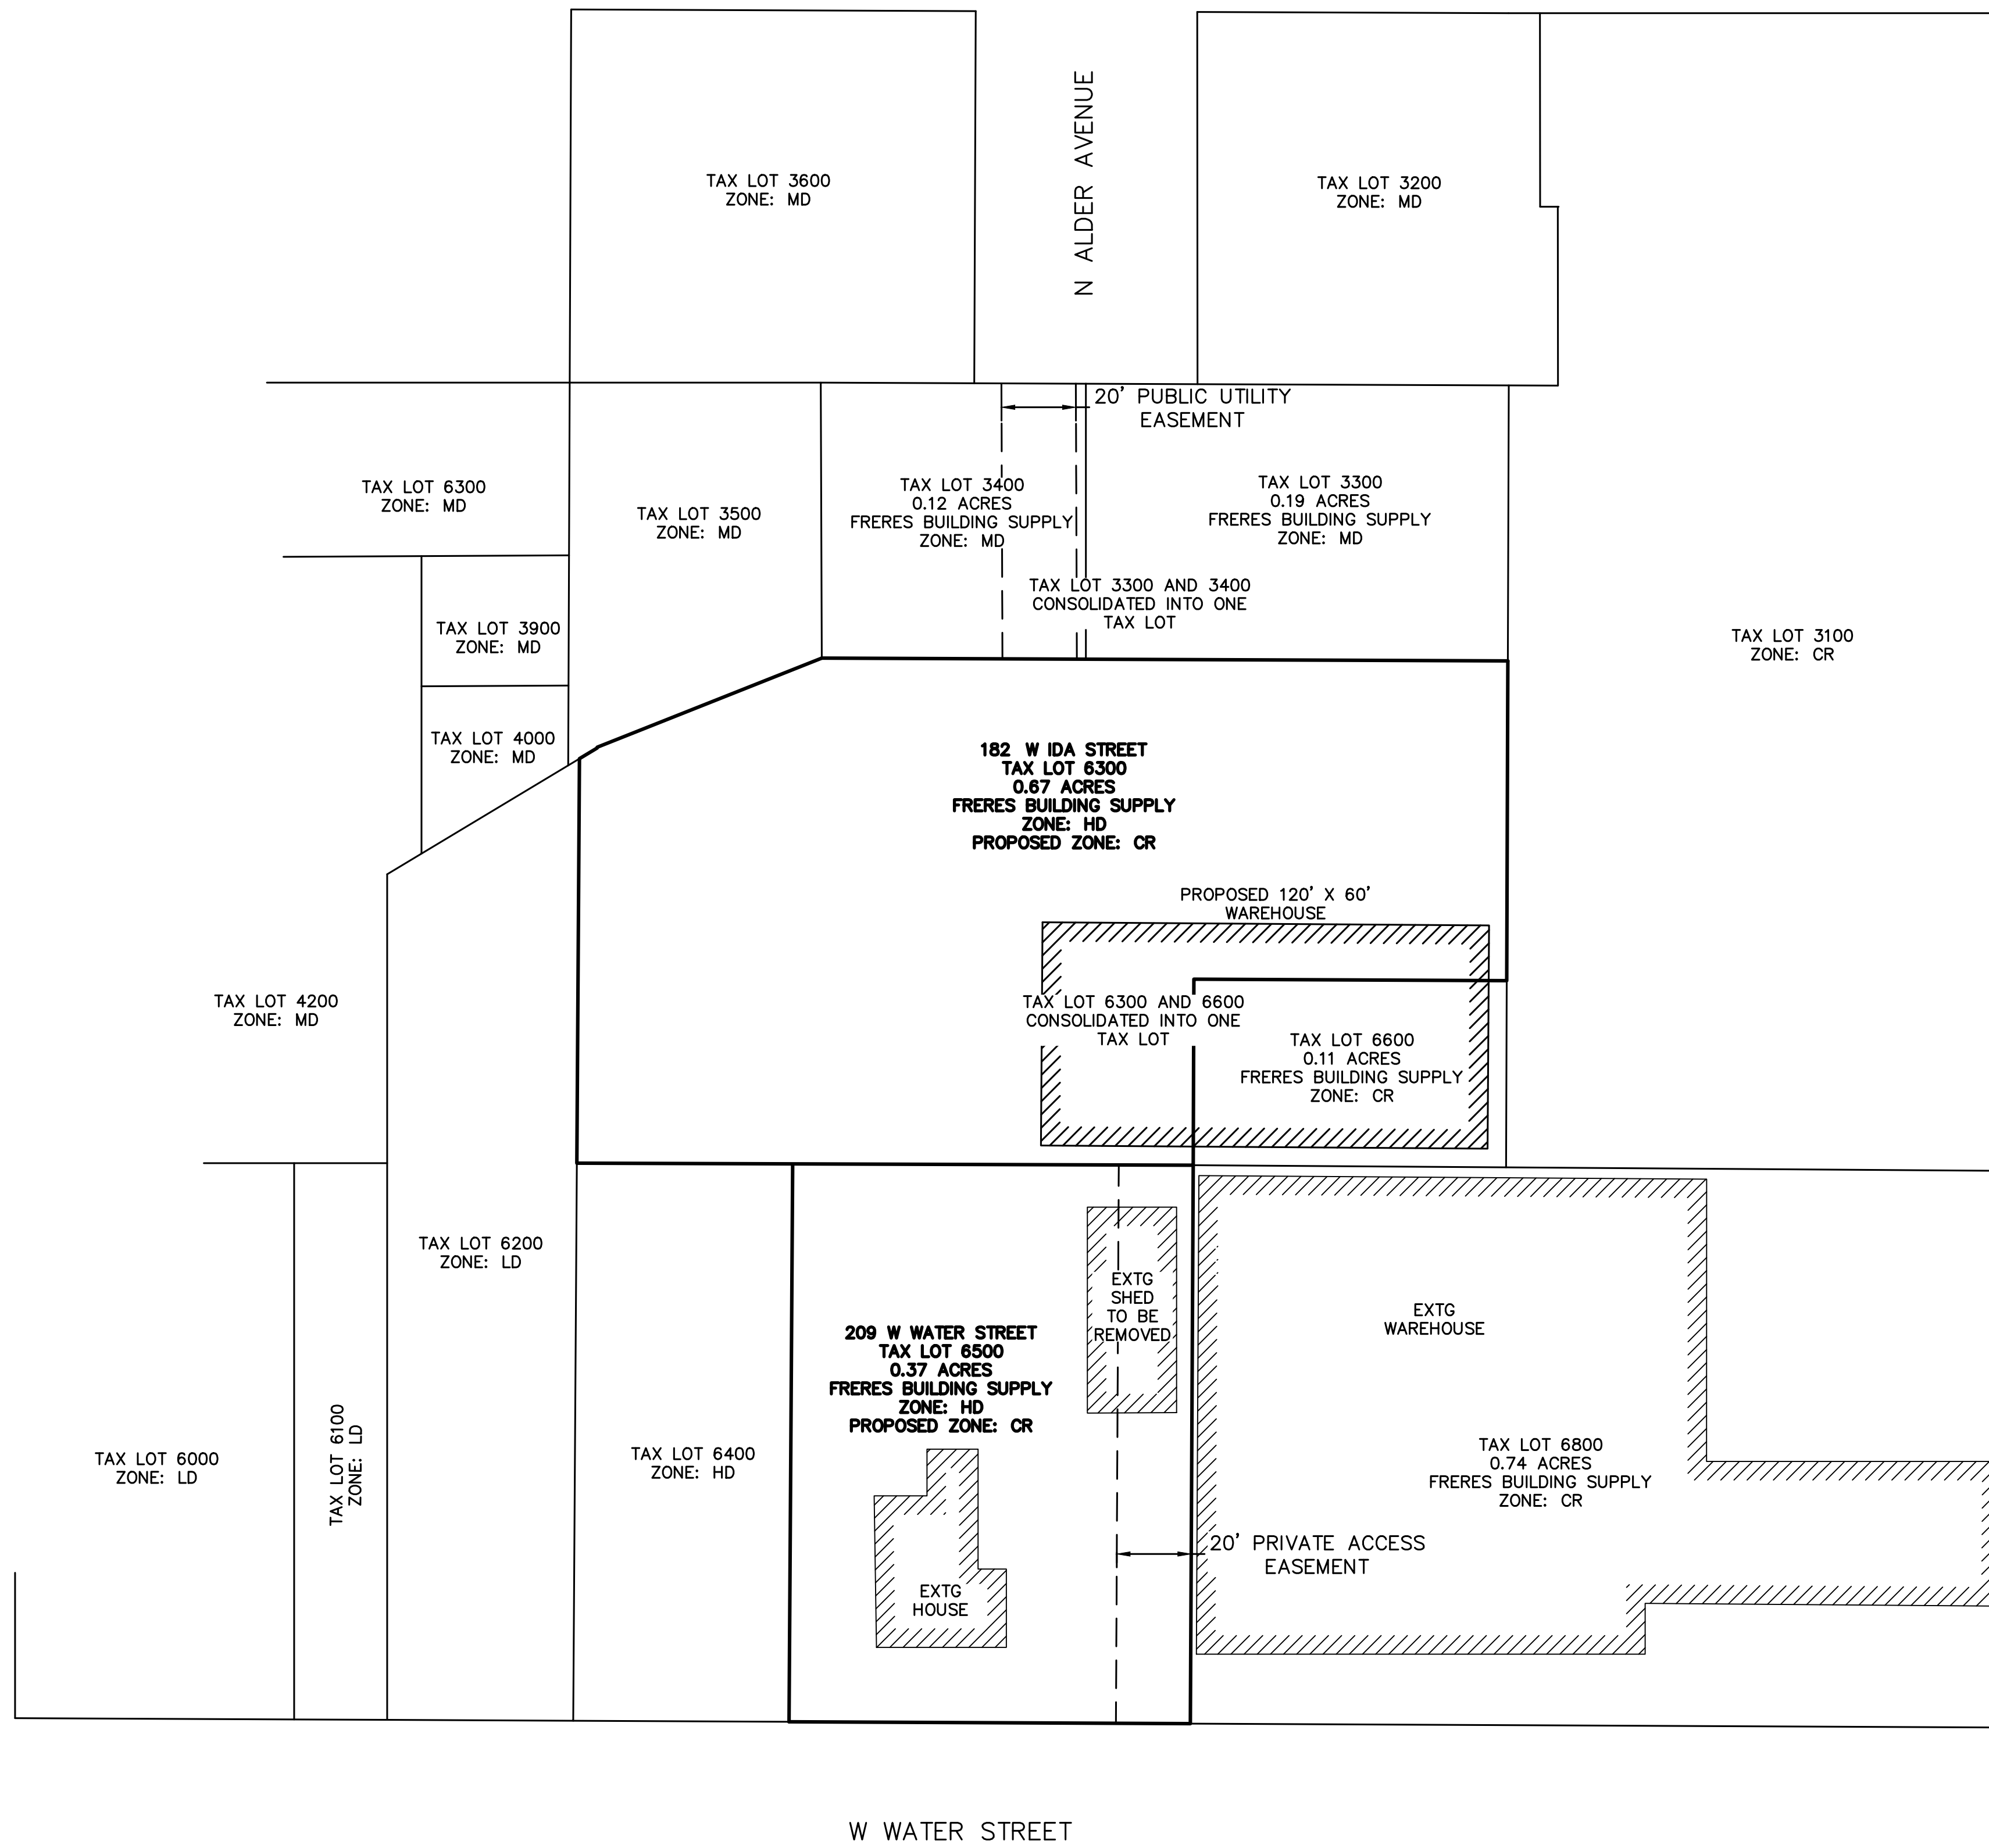 N ALDER AVENUE
TAX LOT 3600
ZONE: MD
TAX LOT 3200
ZONE: MD
20' PUBLIC UTILITY
EASEMENT
TAX LOT 6300
ZONE: MD
TAX LOT 3500
ZONE: MD
TAX LOT 3400
0.12 ACRES
FRERES BUILDING SUPPLY
ZONE: MD
TAX LOT 3300
0.19 ACRES
FRERES BUILDING SUPPLY
ZONE: MD
TAX LOT 3300 AND 3400
CONSOLIDATED INTO ONE
TAX LOT
TAX LOT 3900
ZONE: MD
TAX LOT 3100
ZONE: CR
TAX LOT 4000
ZONE: MD
182 W IDA STREET
TAX LOT 6300
0.67 ACRES
FRERES BUILDING SUPPLY
ZONE: HD
PROPOSED ZONE: CR
PROPOSED 120' X 60'
WAREHOUSE
TAX LOT 4200
ZONE: MD
TAX LOT 6300 AND 6600
CONSOLIDATED INTO ONE
TAX LOT
TAX LOT 6600
0.11 ACRES
FRERES BUILDING SUPPLY
ZONE: CR
TAX LOT 6200
ZONE: LD
EXTG
SHED
TO BE
REMOVED
EXTG
WAREHOUSE
209 W WATER STREET
TAX LOT 6500
0.37 ACRES
FRERES BUILDING SUPPLY
ZONE: HD
PROPOSED ZONE: CR
TAX LOT 6000
ZONE: LD
TAX LOT 6100
ZONE: LD
TAX LOT 6400
ZONE: HD
TAX LOT 6800
0.74 ACRES
FRERES BUILDING SUPPLY
ZONE: CR
20' PRIVATE ACCESS
EASEMENT
EXTG
HOUSE
W WATER STREET